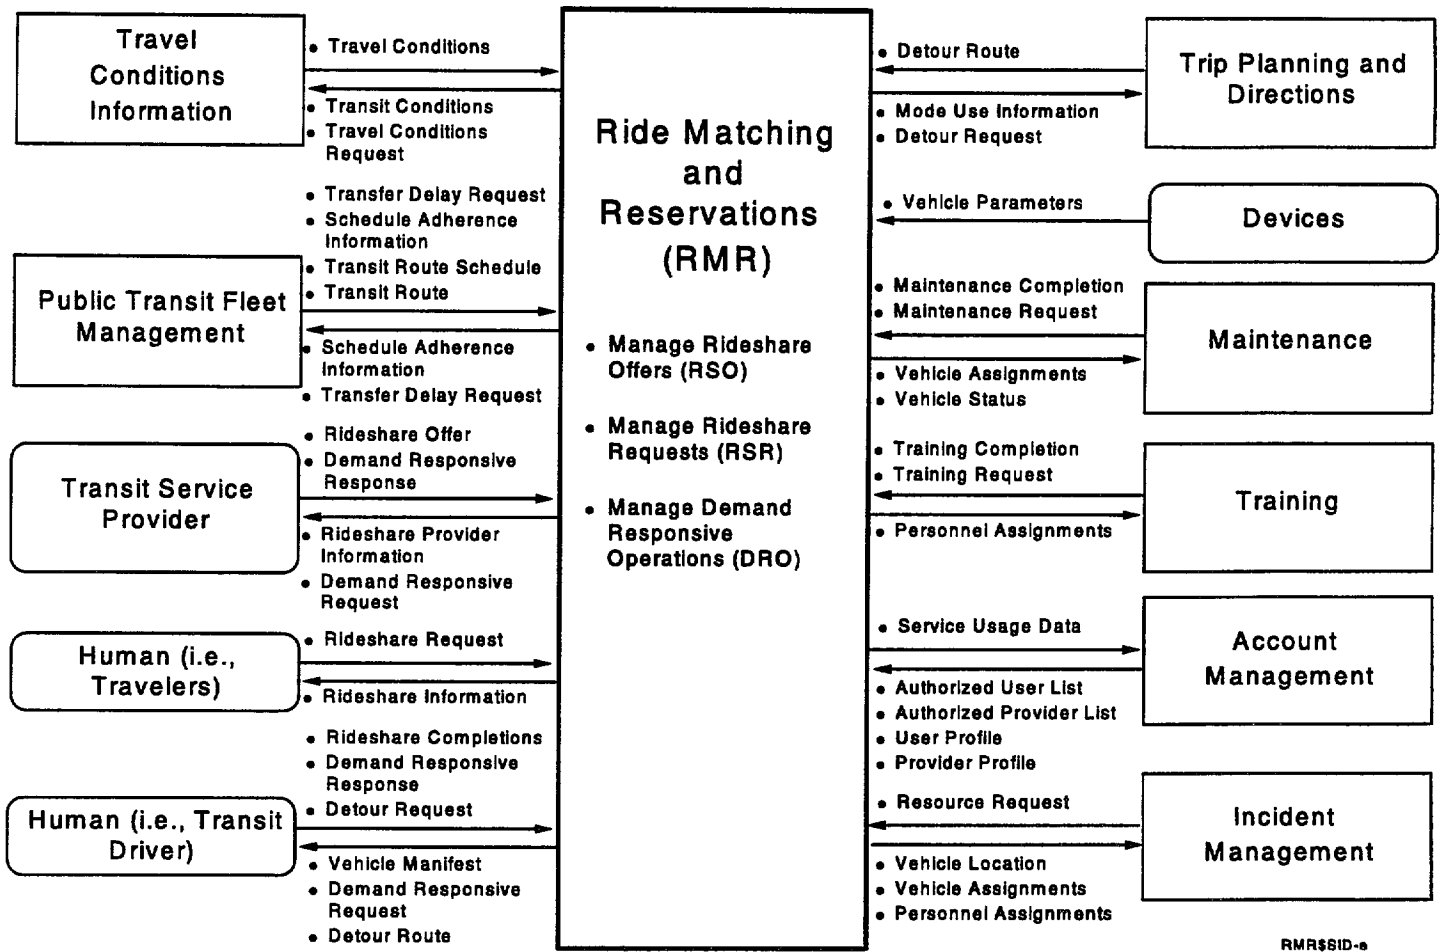 Travel
Conditions
Information
• Travel Conditions
• Transit Conditions
• Travel Conditions
Request
• Transfer Delay Request
• Schedule Adherence
Information
• Transit Route Schedule
• Transit Route
Public Transit Fleet
Management
• Schedule Adherence
Information
• Transfer Delay Request
• Rideshare Offer
• Demand Responsive
Response
Transit Service
Provider
• Rideshare Provider
Information
• Demand Responsive
Request
• Rideshare Request
Human (i.e.,
Travelers)
• Rideshare Information
• Rideshare Completions
• Demand Responsive
Response
• Detour Request
Human (i.e., Transit
Driver)
• Vehicle Manifest
• Demand Responsive
Request
• Detour Route
Ride Matching
and
Reservations
(RMR)
• Manage Rideshare
Offers (RSO)
• Manage Rideshare
Requests (RSR)
• Manage Demand
Responsive
Operations (DRO)
• Detour Route
Trip Planning and
Directions
• Mode Use Information
• Detour Request
• Vehicle Parameters
Devices
• Maintenance Completion
• Maintenance Request
Maintenance
• Vehicle Assignments
• Vehicle Status
• Training Completion
• Training Request
Training
• Personnel Assignments
• Service Usage Data
Account
Management
• Authorized User List
• Authorized Provider List
• User Profile
• Provider Profile
• Resource Request
Incident
Management
• Vehicle Location
• Vehicle Assignments
• Personnel Assignments
RMR$SID-e